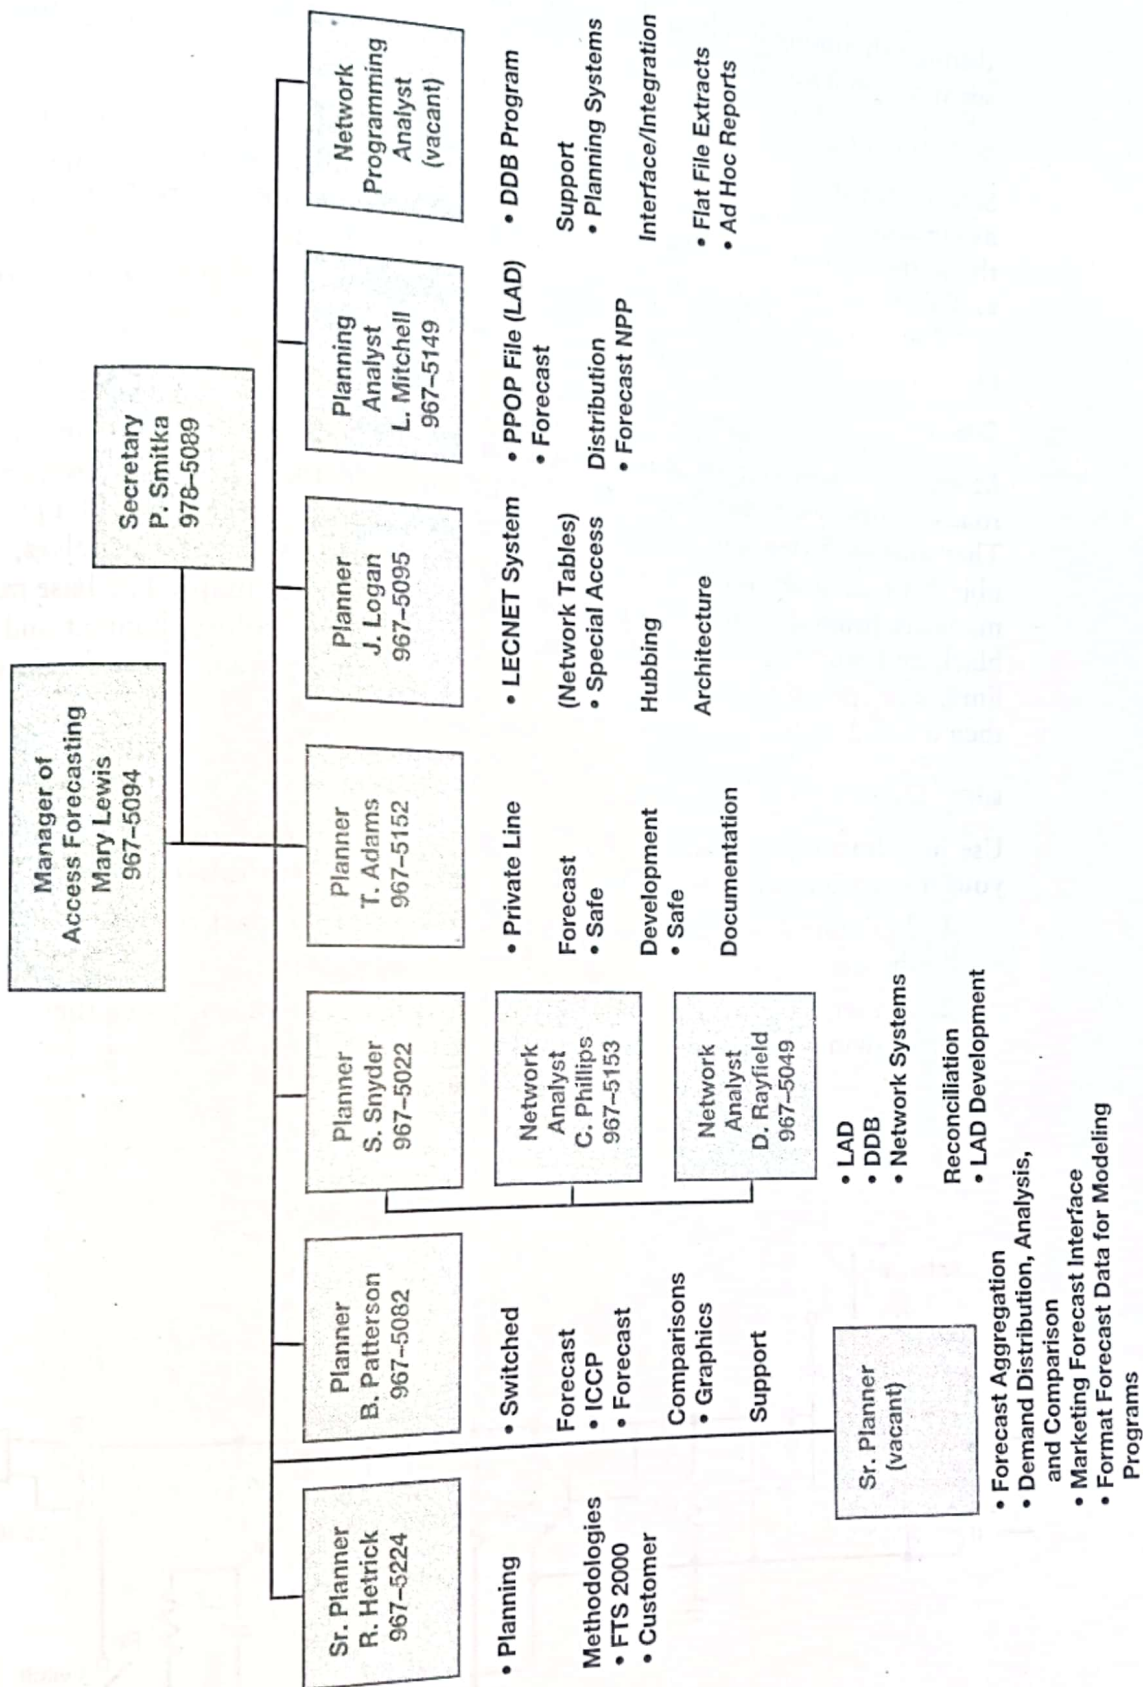 Manager of
Access Forecasting
Mary Lewis
967–5094
Secretary
P. Smitka
978–5089
Sr. Planner
R. Hetrick
967–5224
• Planning
Methodologies
• FTS 2000
• Customer
Planner
B. Patterson
967–5082
• Switched
Forecast
• ICCP
• Forecast
Comparisons
• Graphics
Support
Sr. Planner
(vacant)
• Forecast Aggregation
• Demand Distribution, Analysis,
and Comparison
• Marketing Forecast Interface
• Format Forecast Data for Modeling
Programs
Planner
S. Snyder
967–5022
Network
Analyst
C. Phillips
967–5153
Network
Analyst
D. Rayfield
967–5049
• LAD
• DDB
• Network Systems
Reconciliation
• LAD Development
Planner
T. Adams
967–5152
• Private Line
Forecast
• Safe
Development
• Safe
Documentation
Planner
J. Logan
967–5095
• LECNET System
(Network Tables)
• Special Access
Hubbing
Architecture
Planning
Analyst
L. Mitchell
967–5149
• PPOP File (LAD)
• Forecast
Distribution
• Forecast NPP
Network
Programming
Analyst
(vacant)
• DDB Program
Support
• Planning Systems
Interface/Integration
• Flat File Extracts
• Ad Hoc Reports